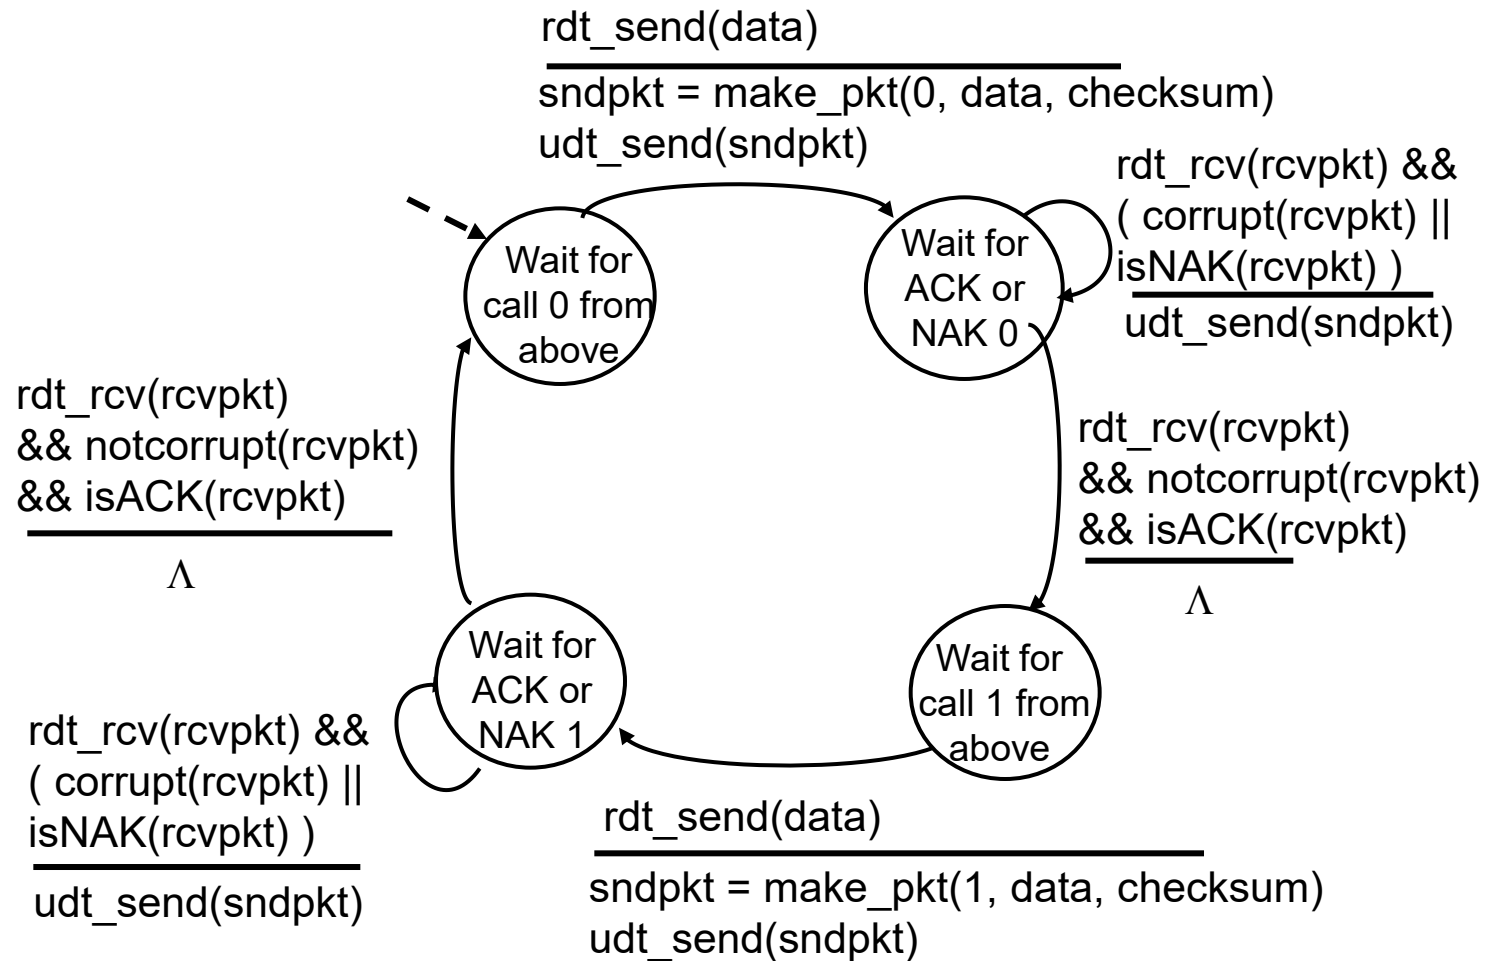 rdt_send(data)
sndpkt = make_pkt(0, data, checksum)
udt_send(sndpkt)
rdt_rcv(rcvpkt) &&
( corrupt(rcvpkt) ||
isNAK(rcvpkt) )
udt_send(sndpkt)
Wait for
call 0 from
above
Wait for
ACK or
NAK 0
rdt_rcv(rcvpkt)
&& notcorrupt(rcvpkt)
&& isACK(rcvpkt)
Λ
rdt_rcv(rcvpkt)
&& notcorrupt(rcvpkt)
&& isACK(rcvpkt)
Λ
Wait for
ACK or
NAK 1
Wait for
call 1 from
above
rdt_rcv(rcvpkt) &&
( corrupt(rcvpkt) ||
isNAK(rcvpkt) )
udt_send(sndpkt)
rdt_send(data)
sndpkt = make_pkt(1, data, checksum)
udt_send(sndpkt)